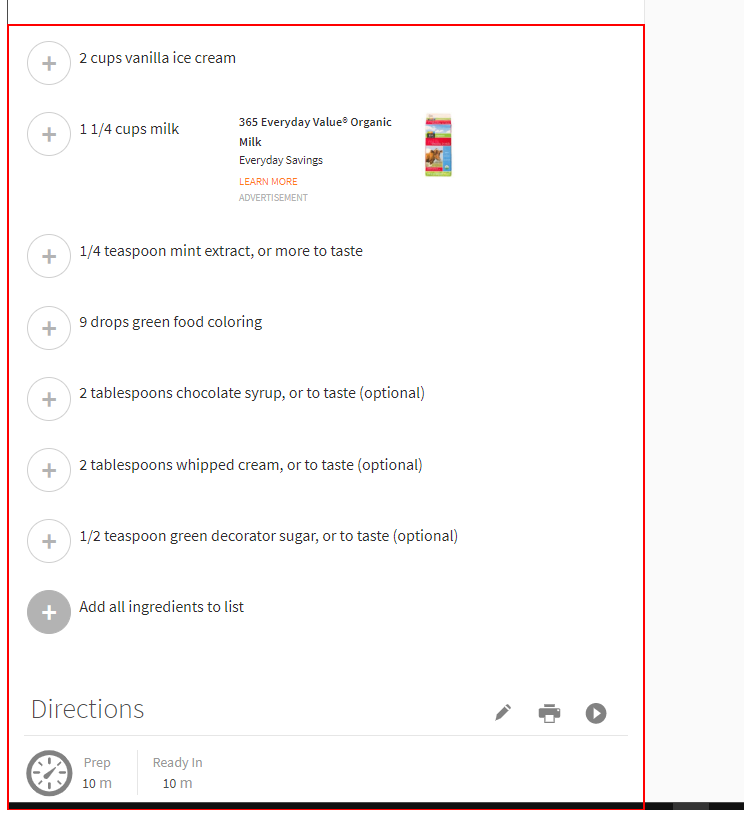 2 cups vanilla ice cream
1 1/4 cups milk
365 Everyday Value® Organic
Milk
Everyday Savings
LEARN MORE
ADVERTISEMENT
1/4 teaspoon mint extract, or more to taste
9 drops green food coloring
2 tablespoons chocolate syrup, or to taste (optional)
2 tablespoons whipped cream, or to taste (optional)
1/2 teaspoon green decorator sugar, or to taste (optional)
Add all ingredients to list
Directions
Prep
10 m
Ready In
10 m